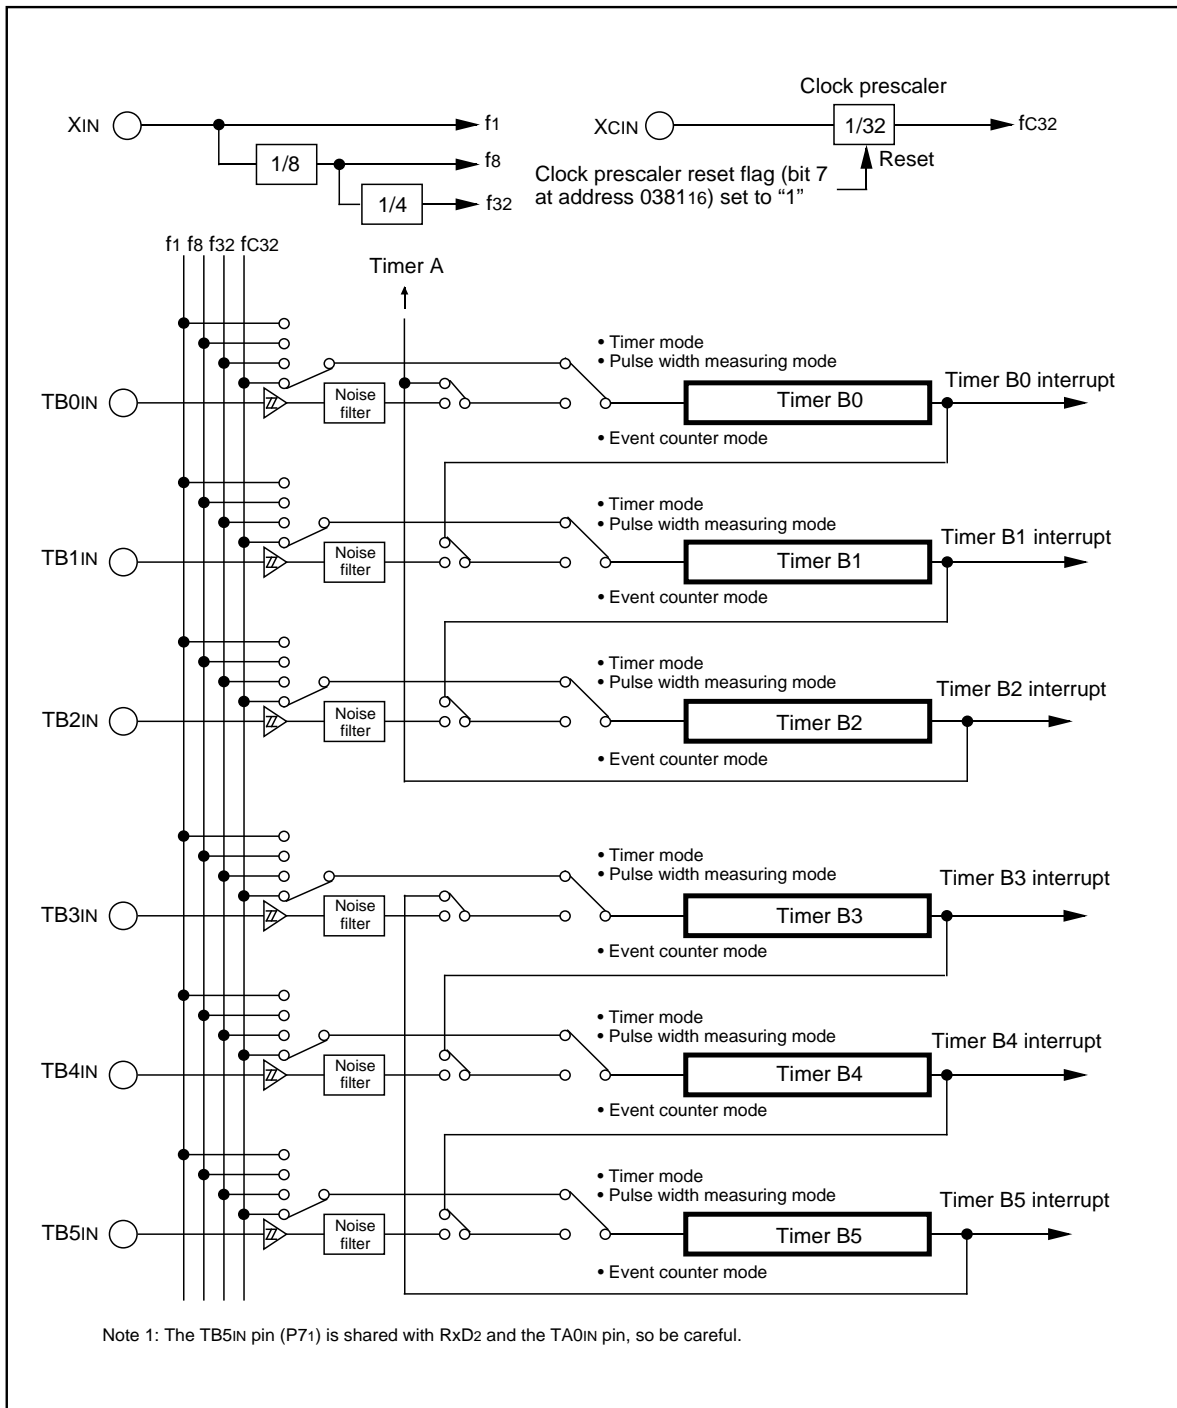 Clock prescaler
XIN
f1
XCIN
1/32
fC32
f8
1/8
Reset
Clock prescaler reset flag (bit 7
at address 038116) set to “1”
1/4
f32
f1 f8 f32 fC32
Timer A
• Timer mode
• Pulse width measuring mode
TB0IN
Noise
filter
Timer B0
Timer B0 interrupt
• Event counter mode
• Timer mode
• Pulse width measuring mode
TB1IN
Noise
filter
Timer B1
Timer B1 interrupt
• Event counter mode
• Timer mode
• Pulse width measuring mode
TB2IN
Noise
filter
Timer B2
Timer B2 interrupt
• Event counter mode
• Timer mode
• Pulse width measuring mode
TB3IN
Noise
filter
Timer B3
Timer B3 interrupt
• Event counter mode
• Timer mode
• Pulse width measuring mode
TB4IN
Noise
filter
Timer B4
Timer B4 interrupt
• Event counter mode
• Timer mode
• Pulse width measuring mode
TB5IN
Noise
filter
Timer B5
Timer B5 interrupt
• Event counter mode
Note 1: The TB5IN pin (P71) is shared with RxD2 and the TA0IN pin, so be careful.